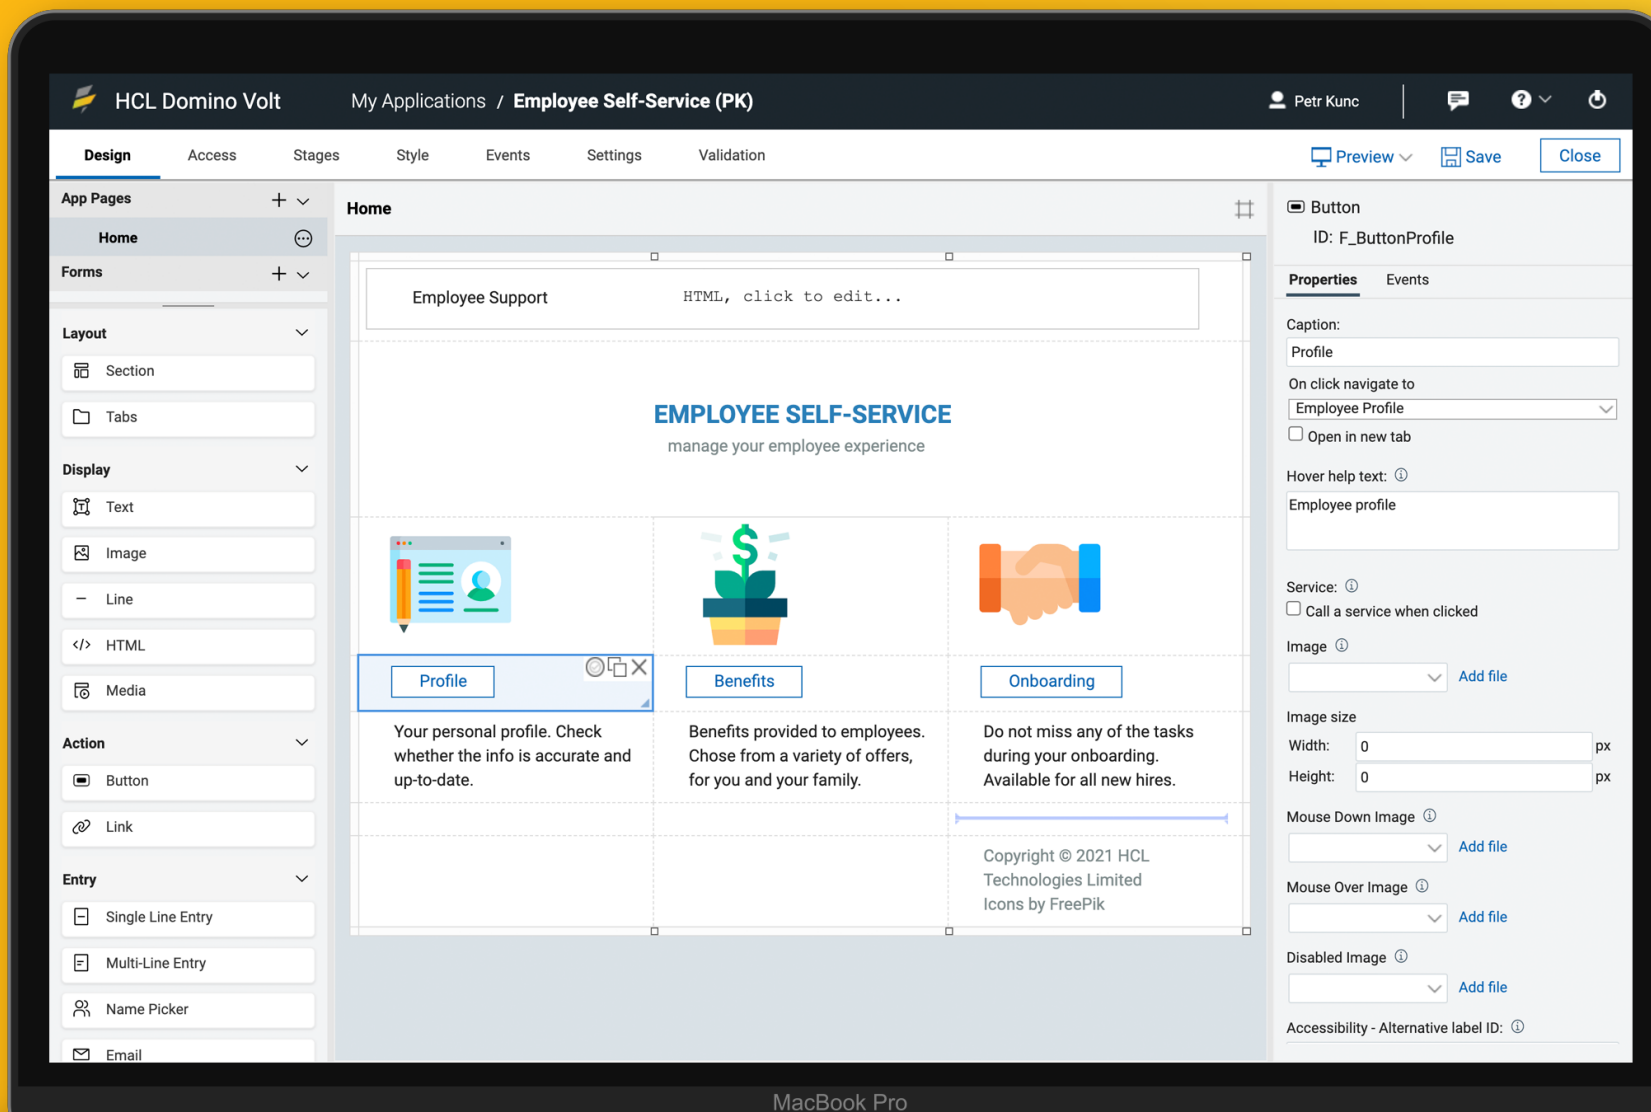 HCL Domino Volt
My Applications / Employee Self-Service (PK)
Petr Kunc
Design Access Stages Style Events Settings Validation
Preview Save Close
App Pages
Home
Forms
Layout
Section
Tabs
Display
Text
Image
Line
HTML
Media
Action
Button
Link
Entry
Single Line Entry
Multi-Line Entry
Name Picker
Email
Home
Employee Support
HTML, click to edit...
EMPLOYEE SELF-SERVICE
manage your employee experience
Profile
Your personal profile. Check
whether the info is accurate and
up-to-date.
Benefits
Benefits provided to employees.
Chose from a variety of offers,
for you and your family.
Onboarding
Do not miss any of the tasks
during your onboarding.
Available for all new hires.
Copyright © 2021 HCL
Technologies Limited
Icons by FreePik
Button
ID: F_ButtonProfile
Properties Events
Caption:
Profile
On click navigate to
Employee Profile
Open in new tab
Hover help text:
Employee profile
Service:
Call a service when clicked
Image
Add file
Image size
Width: 0 px
Height: 0 px
Mouse Down Image
Add file
Mouse Over Image
Add file
Disabled Image
Add file
Accessibility - Alternative label ID:
MacBook Pro